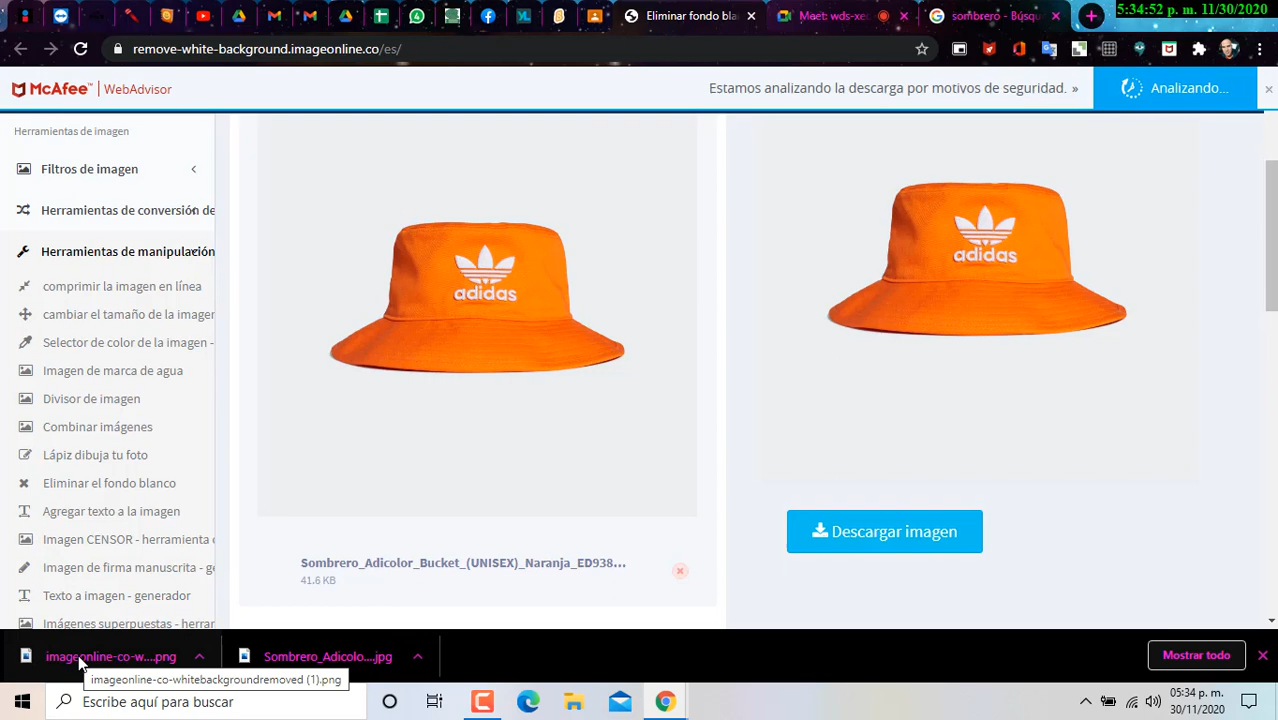 5:34:52 p. m. 11/30/2020
Eliminar fondo bla
Meet: wds-xe
sombrero - Búsqu
remove-white-background.imageonline.co/es/
McAfee™ | WebAdvisor
Estamos analizando la descarga por motivos de seguridad. »
Analizando...
Herramientas de imagen
Filtros de imagen
Herramientas de conversión de
Herramientas de manipulación
comprimir la imagen en línea
cambiar el tamaño de la imagen
Selector de color de la imagen -
Imagen de marca de agua
Divisor de imagen
Combinar imágenes
Lápiz dibuja tu foto
Eliminar el fondo blanco
Agregar texto a la imagen
Imagen CENSOR - herramienta
Imagen de firma manuscrita - ge
Texto a imagen - generador
Imágenes superpuestas - herrar
adidas
adidas
Sombrero_Adicolor_Bucket_(UNISEX)_Naranja_ED938...
41.6 KB
Descargar imagen
imageonline-co-w....png
Sombrero_Adicolo....jpg
Mostrar todo
imageonline-co-whitebackgroundremoved (1).png
Escribe aquí para buscar
05:34 p. m.
30/11/2020